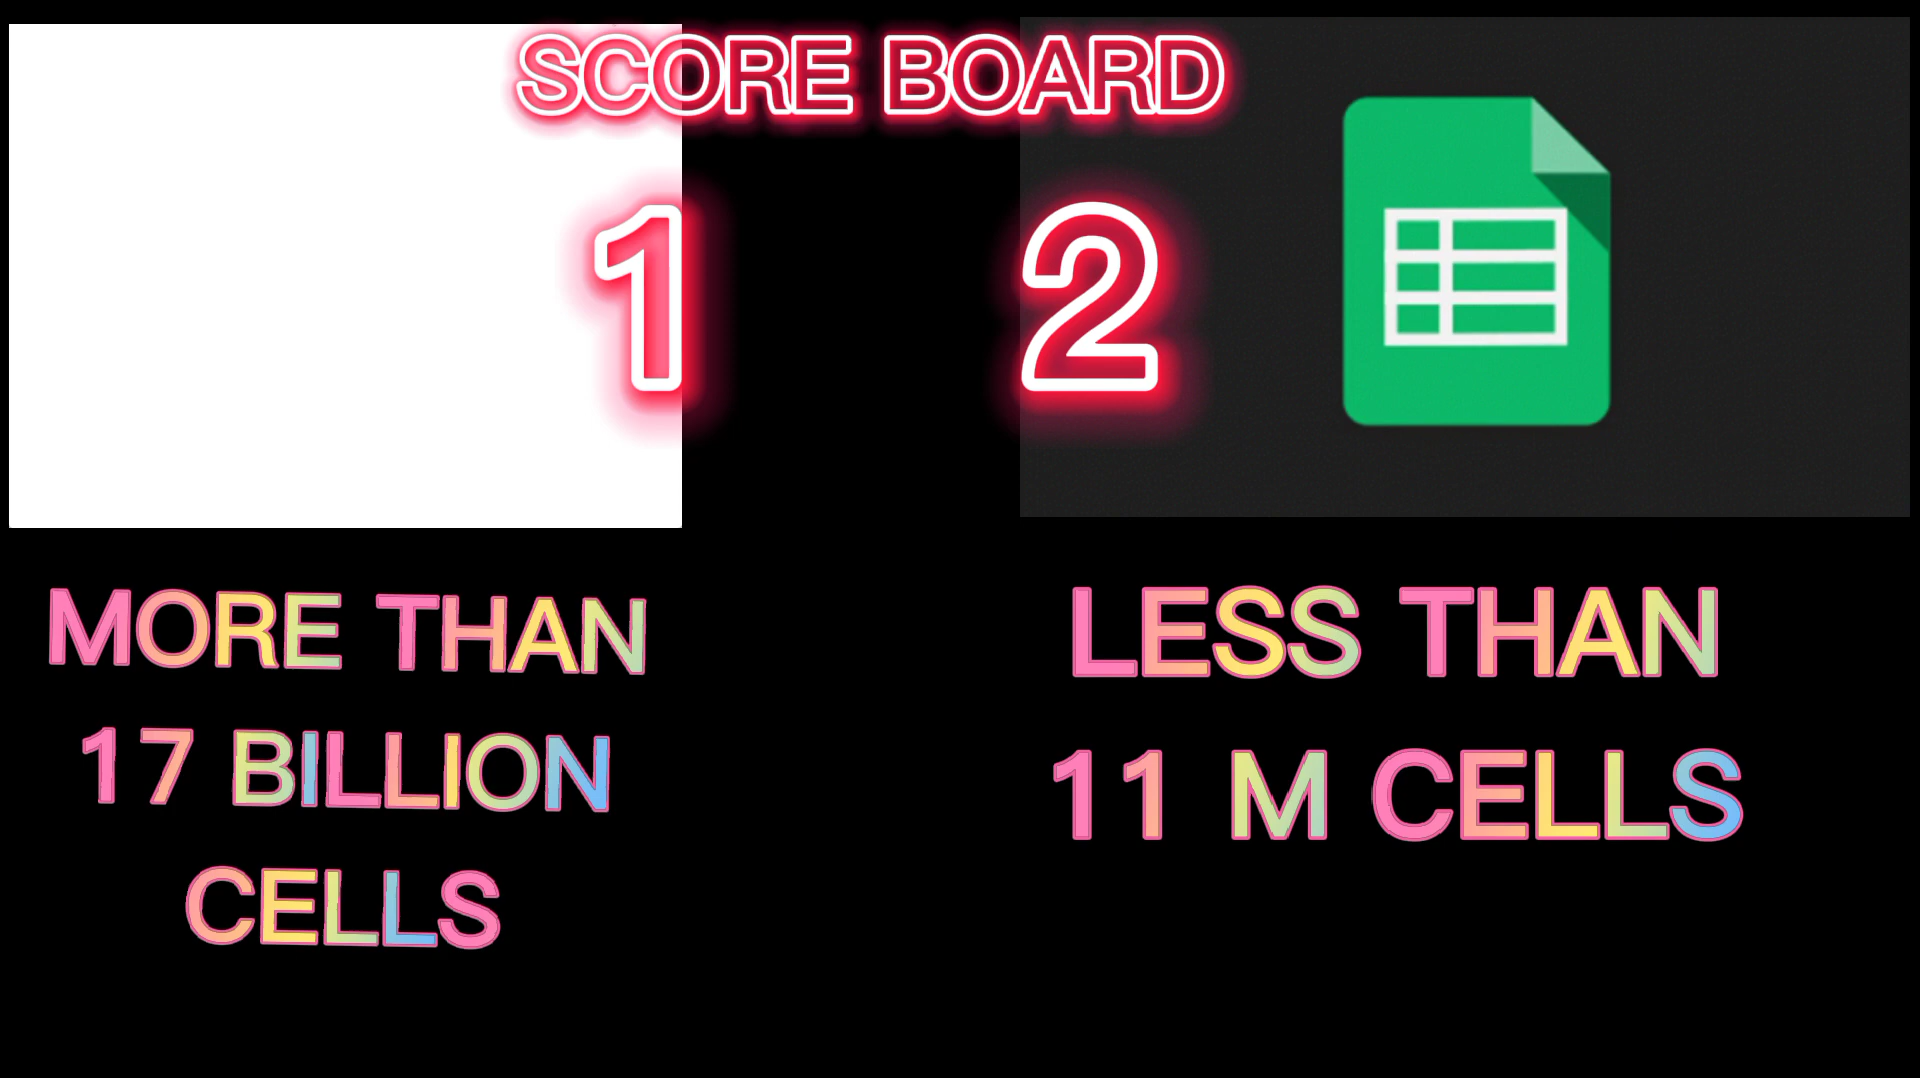 SCORE BOARD
1 2
MORE THAN
17 BILLION
CELLS
LESS THAN
11 M CELLS